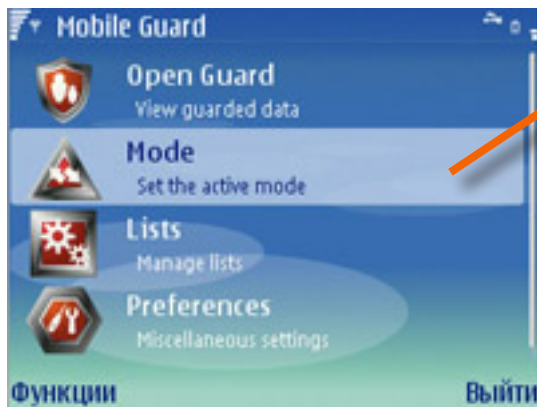 Mobile Guard
Open Guard
View guarded data
Mode
Set the active mode
Lists
Manage lists
Preferences
Miscellaneous settings
Функции
Выйти